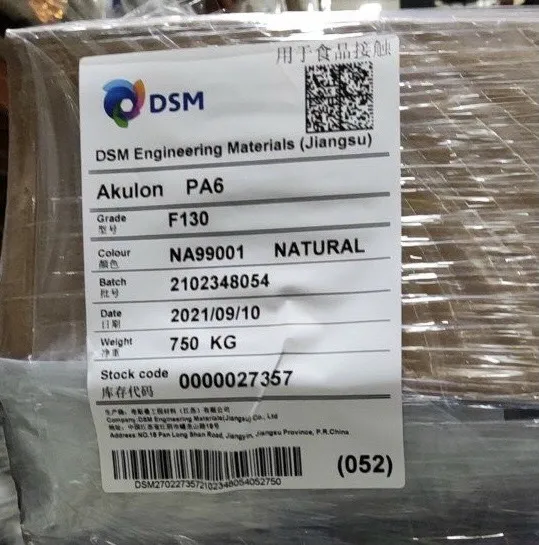 用于食品接触
DSM
DSM Engineering Materials (Jiangsu)
Akulon PA6
Grade F130
型号
Colour NA99001 NATURAL
颜色
Batch 2102348054
批号
Date 2021/09/10
日期
Weight 750 KG
净重
Stock code 0000027357
库存代码
Company DSM Engineering Materials(Jiangsu) Co., Ltd
Address NO.18 Pan Long Shan Road, Jiangyin, Jiangsu Province, P.R.China
(052)